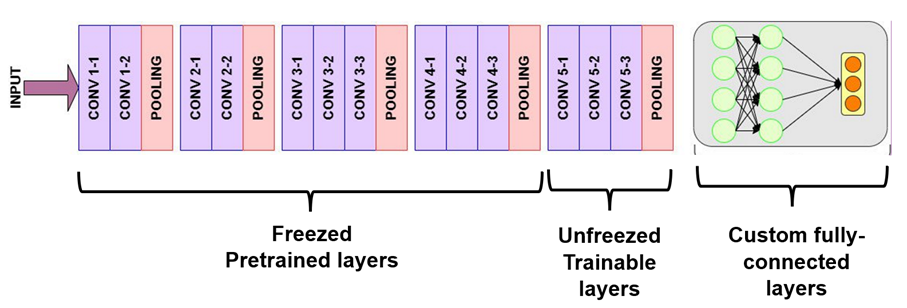 INPUT
CONV 1-1
CONV 1-2
POOLING
CONV 2-1
CONV 2-2
POOLING
CONV 3-1
CONV 3-2
CONV 3-3
POOLING
CONV 4-1
CONV 4-2
CONV 4-3
POOLING
CONV 5-1
CONV 5-2
CONV 5-3
POOLING
Freezed
Pretrained layers
Unfreezed
Trainable
layers
Custom fully-
connected
layers